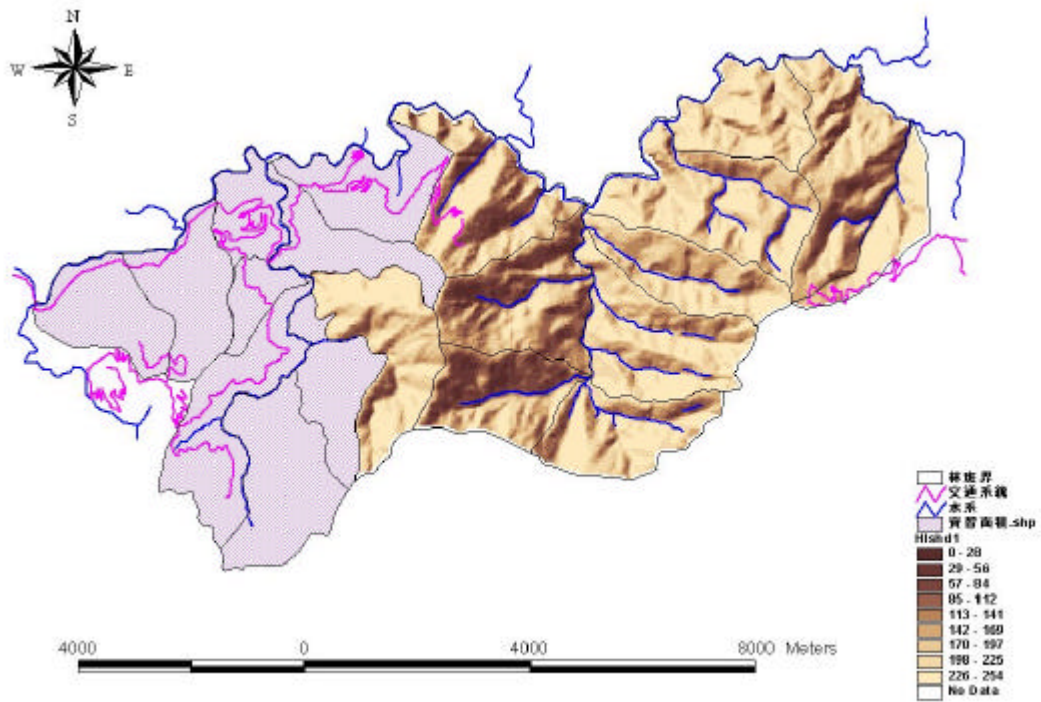 N
W E
S
林班界
交通系統
水系
實習面積.shp
Hlshd1
0 - 28
29 - 56
57 - 84
85 - 112
113 - 141
142 - 169
170 - 197
198 - 225
226 - 254
No Data
4000 0 4000 8000 Meters